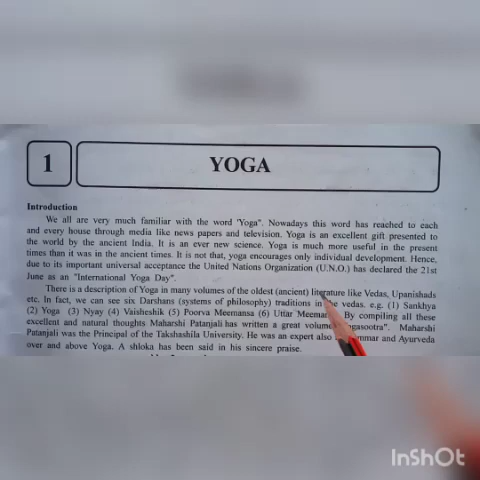 1
YOGA
Introduction
We all are very much familiar with the word "Yoga". Nowadays this word has reached to each
and every house through media like news papers and television. Yoga is an excellent gift presented to
the world by the ancient India. It is an ever new science. Yoga is much more useful in the present
times than it was in the ancient times. It is not that, yoga encourages only individual development. Hence,
due to its important universal acceptance the United Nations Organization (U.N.O.) has declared the 21st
June as an "International Yoga Day".
There is a description of Yoga in many volumes of the oldest (ancient) literature like Vedas, Upanishads
etc. In fact, we can see six Darshans (systems of philosophy) traditions in the vedas, e.g. (1) Sankhya
(2) Yoga (3) Nyay (4) Vaisheshik (5) Poorva Meemansa (6) Uttar By compiling all these
excellent and natural thoughts Maharshi Patanjali has written a great volume Maharshi
Patanjali was the Principal of the Takshashila University. He was an expert also and Ayurveda
over and above Yoga. A shloka has been said in his sincere praise.
InShOt